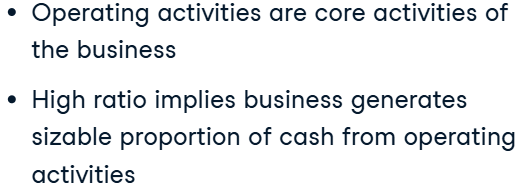 • Operating activities are core activities of
the business
• High ratio implies business generates
sizable proportion of cash from operating
activities